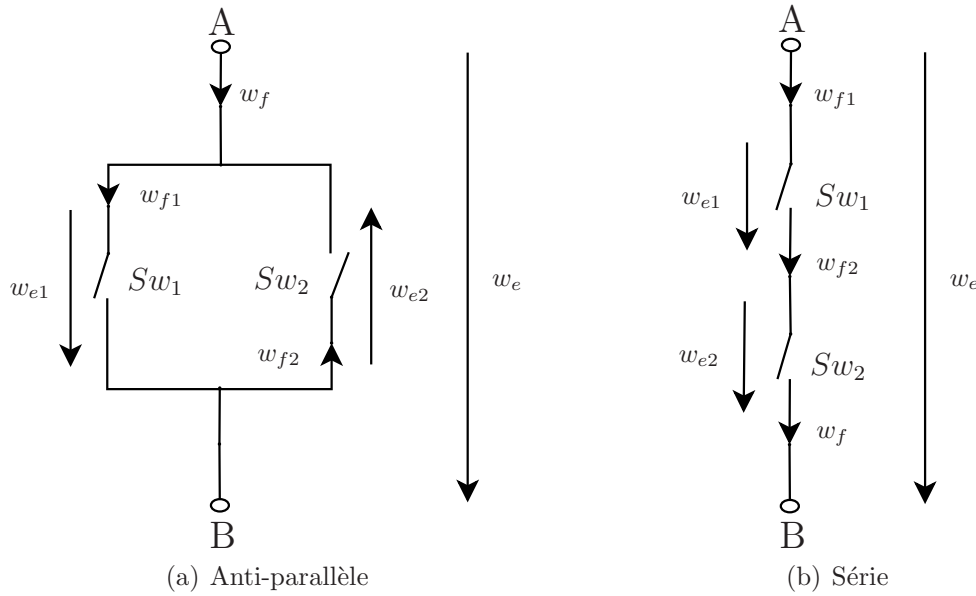 A
w_f
w_{f1}
w_{e1}
Sw_1
Sw_2
w_{e2}
w_{f2}
w_e
B
(a) Anti-parallèle
A
w_{f1}
w_{e1}
Sw_1
w_{f2}
w_e
w_{e2}
Sw_2
w_f
B
(b) Série